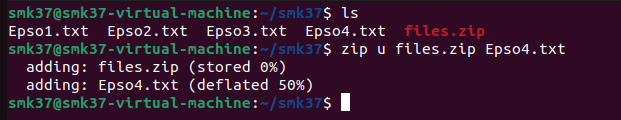 smk37@smk37-virtual-machine:~/smk37$ ls
Epso1.txt  Epso2.txt  Epso3.txt  Epso4.txt  files.zip
smk37@smk37-virtual-machine:~/smk37$ zip u files.zip Epso4.txt
  adding: files.zip (stored 0%)
  adding: Epso4.txt (deflated 50%)
smk37@smk37-virtual-machine:~/smk37$